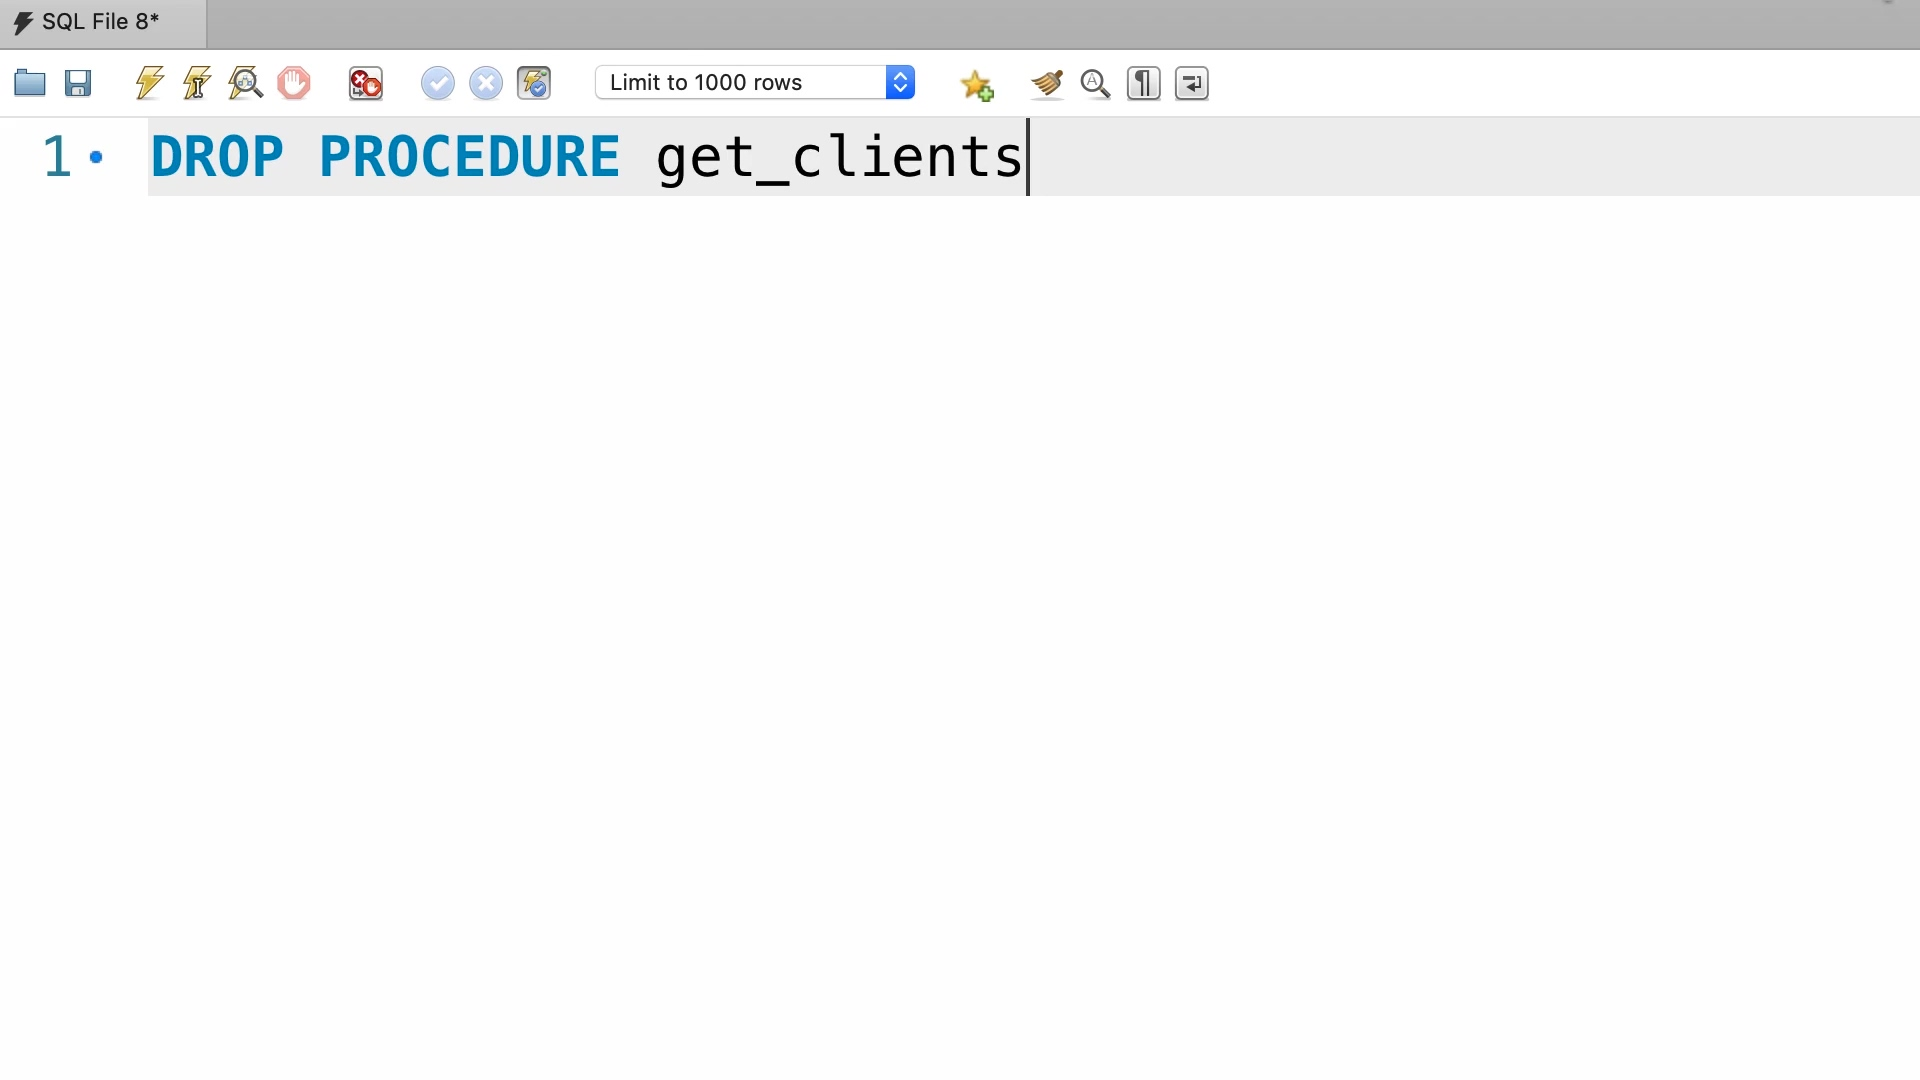 SQL File 8*
Limit to 1000 rows
1 DROP PROCEDURE get_clients